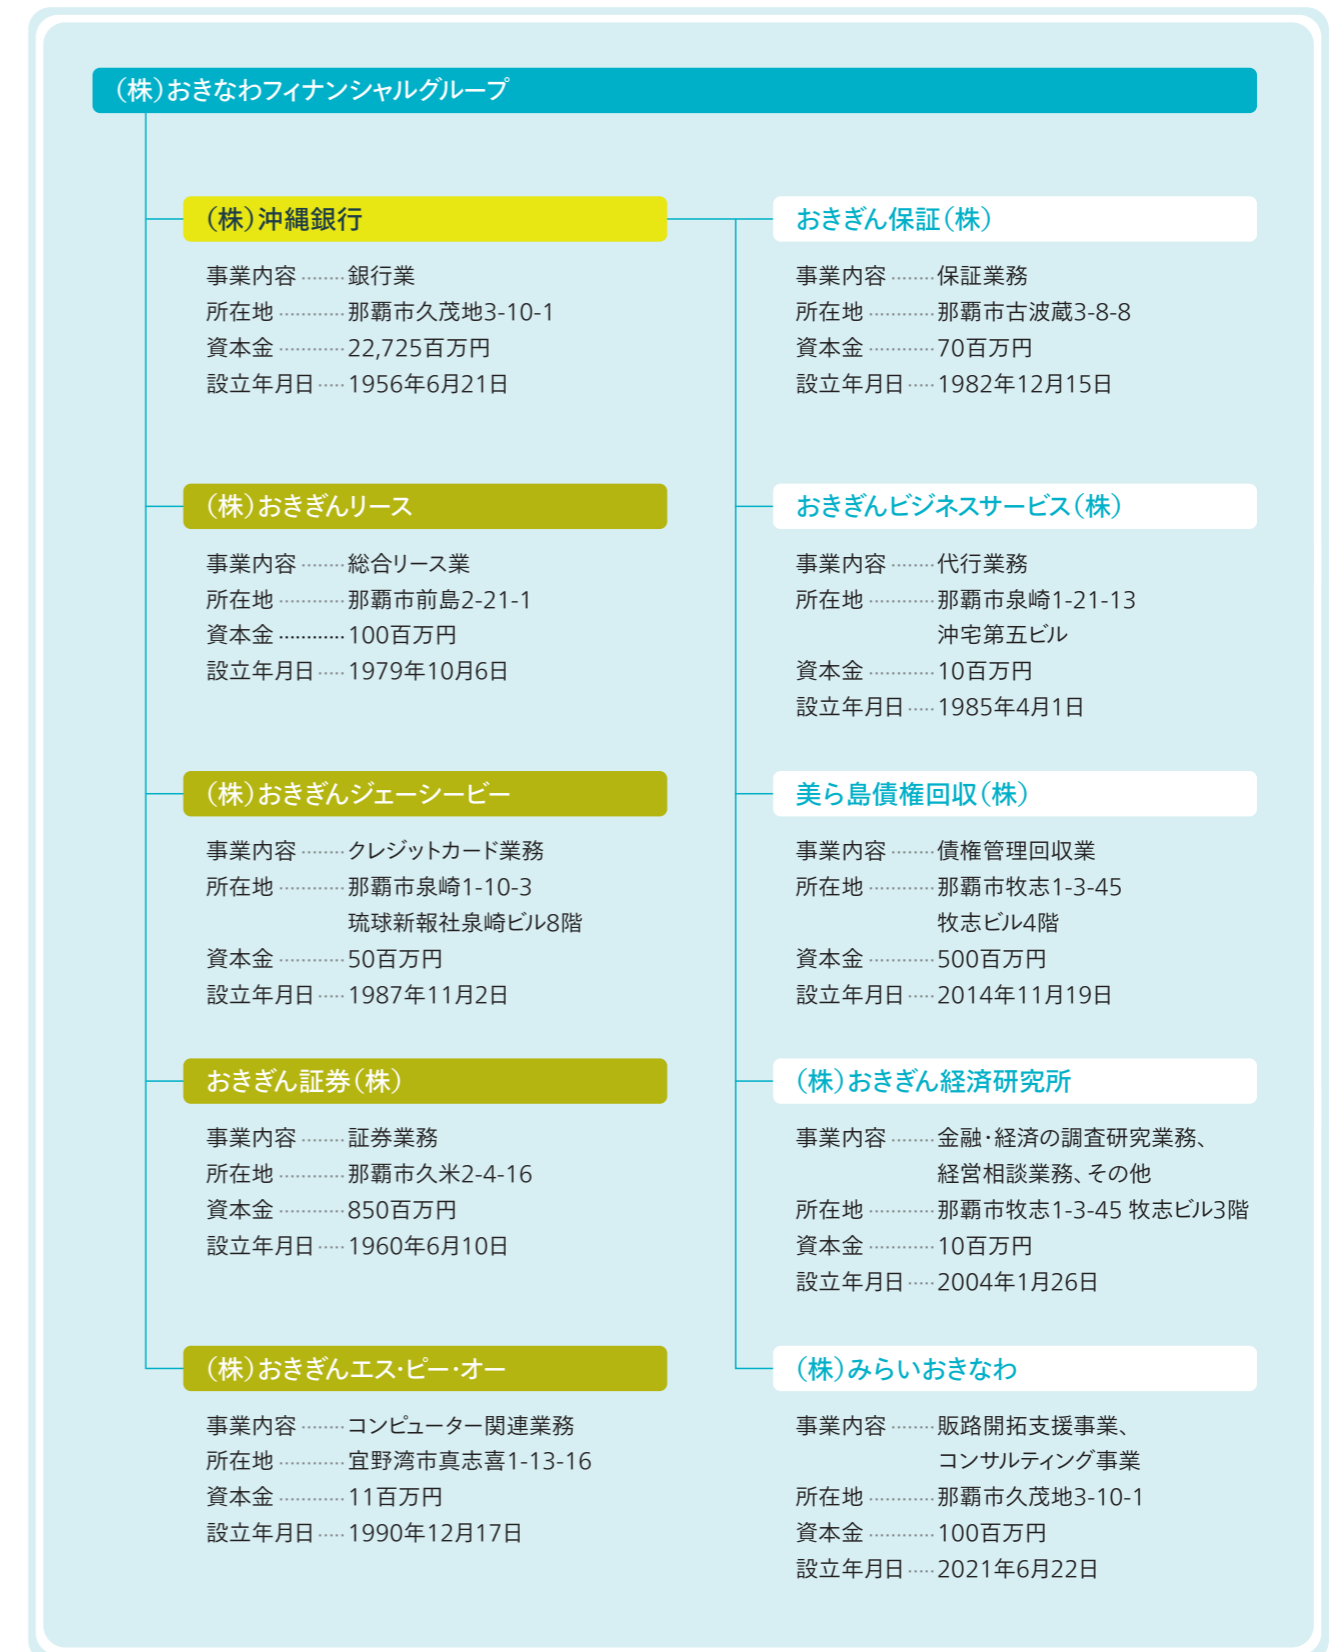 （株）おきなわフィナンシャルグループ
（株）沖縄銀行
事業内容 ········ 銀行業
所在地 ············ 那覇市久茂地3-10-1
資本金 ············ 22,725百万円
設立年月日 ····· 1956年6月21日
（株）おきぎんリース
事業内容 ········ 総合リース業
所在地 ············ 那覇市前島2-21-1
資本金 ············ 100百万円
設立年月日 ····· 1979年10月6日
（株）おきぎんジェーシービー
事業内容 ········ クレジットカード業務
所在地 ············ 那覇市泉崎1-10-3
琉球新報社泉崎ビル8階
資本金 ············ 50百万円
設立年月日 ····· 1987年11月2日
おきぎん証券（株）
事業内容 ········ 証券業務
所在地 ············ 那覇市久米2-4-16
資本金 ············ 850百万円
設立年月日 ····· 1960年6月10日
（株）おきぎんエス・ピー・オー
事業内容 ········ コンピューター関連業務
所在地 ············ 宜野湾市真志喜1-13-16
資本金 ············ 11百万円
設立年月日 ····· 1990年12月17日
おきぎん保証（株）
事業内容 ········ 保証業務
所在地 ············ 那覇市古波蔵3-8-8
資本金 ············ 70百万円
設立年月日 ····· 1982年12月15日
おきぎんビジネスサービス（株）
事業内容 ········ 代行業務
所在地 ············ 那覇市泉崎1-21-13
沖宅第五ビル
資本金 ············ 10百万円
設立年月日 ····· 1985年4月1日
美ら島債権回収（株）
事業内容 ········ 債権管理回収業
所在地 ············ 那覇市牧志1-3-45
牧志ビル4階
資本金 ············ 500百万円
設立年月日 ····· 2014年11月19日
（株）おきぎん経済研究所
事業内容 ········ 金融・経済の調査研究業務、
経営相談業務、その他
所在地 ············ 那覇市牧志1-3-45 牧志ビル3階
資本金 ············ 10百万円
設立年月日 ····· 2004年1月26日
（株）みらいおきなわ
事業内容 ········ 販路開拓支援事業、
コンサルティング事業
所在地 ············ 那覇市久茂地3-10-1
資本金 ············ 100百万円
設立年月日 ····· 2021年6月22日